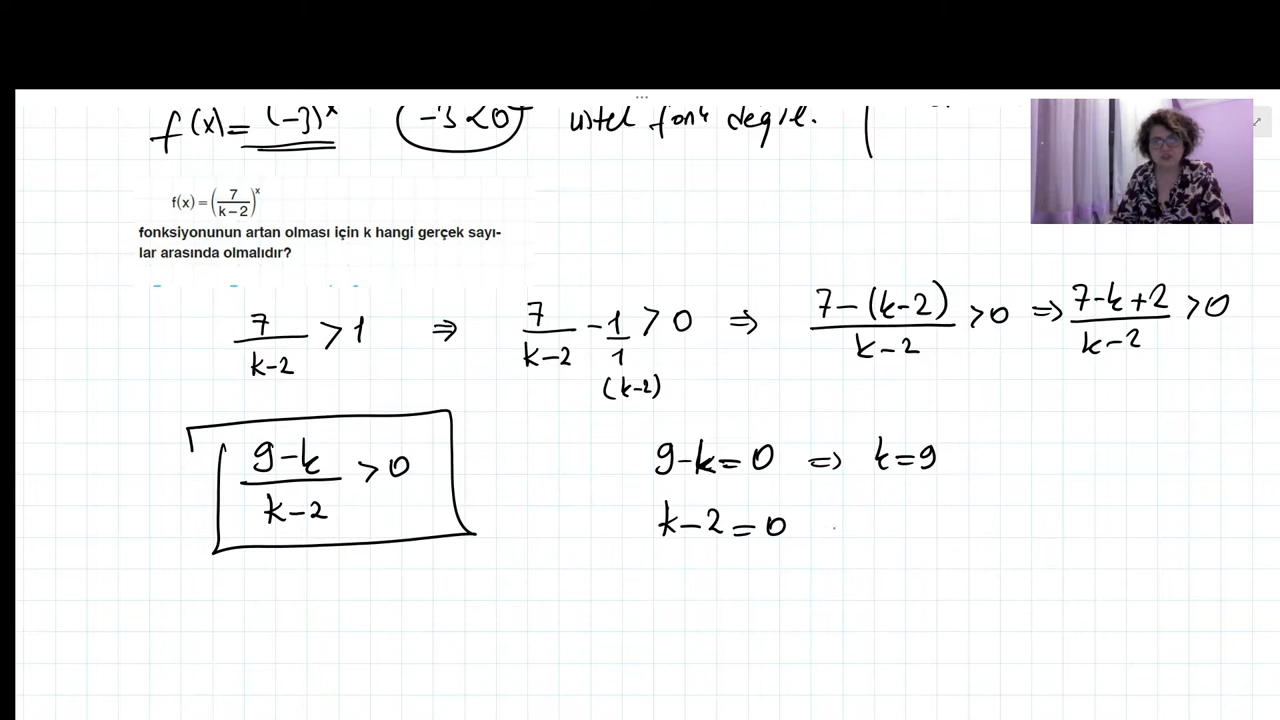 f(x) = (-3)^x (-3 < 0) üstel fonk değil.
f(x) = (7/(k-2))^x
fonksiyonunun artan olması için k hangi gerçek sayı-
lar arasında olmalıdır?
7/(k-2) > 1 ⇒ 7/(k-2) - 1/1 > 0 ⇒ (7-(k-2))/(k-2) > 0 ⇒ (7-k+2)/(k-2) > 0
(k-2)
(9-k)/(k-2) > 0
9-k = 0 ⇒ k = 9
k-2 = 0